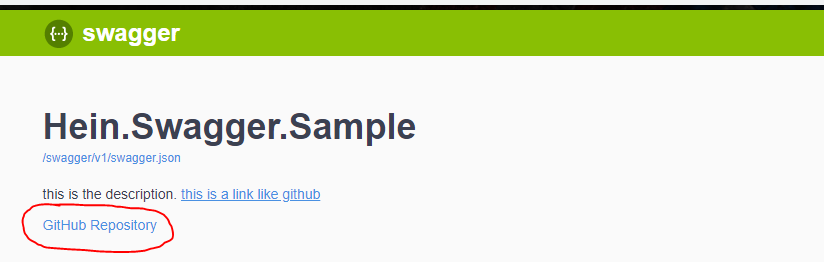 {··} swagger
Hein.Swagger.Sample
/swagger/v1/swagger.json
this is the description. this is a link like github
GitHub Repository